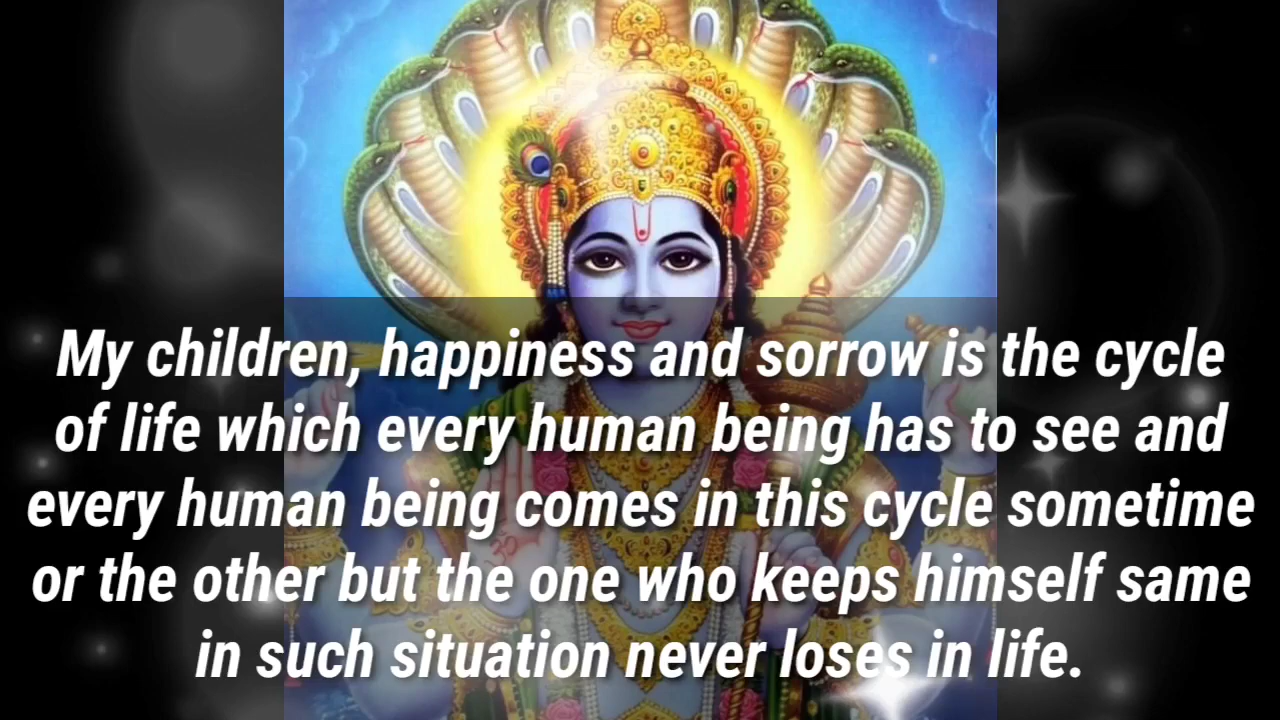 My children, happiness and sorrow is the cycle
of life which every human being has to see and
every human being comes in this cycle sometime
or the other but the one who keeps himself same
in such situation never loses in life.